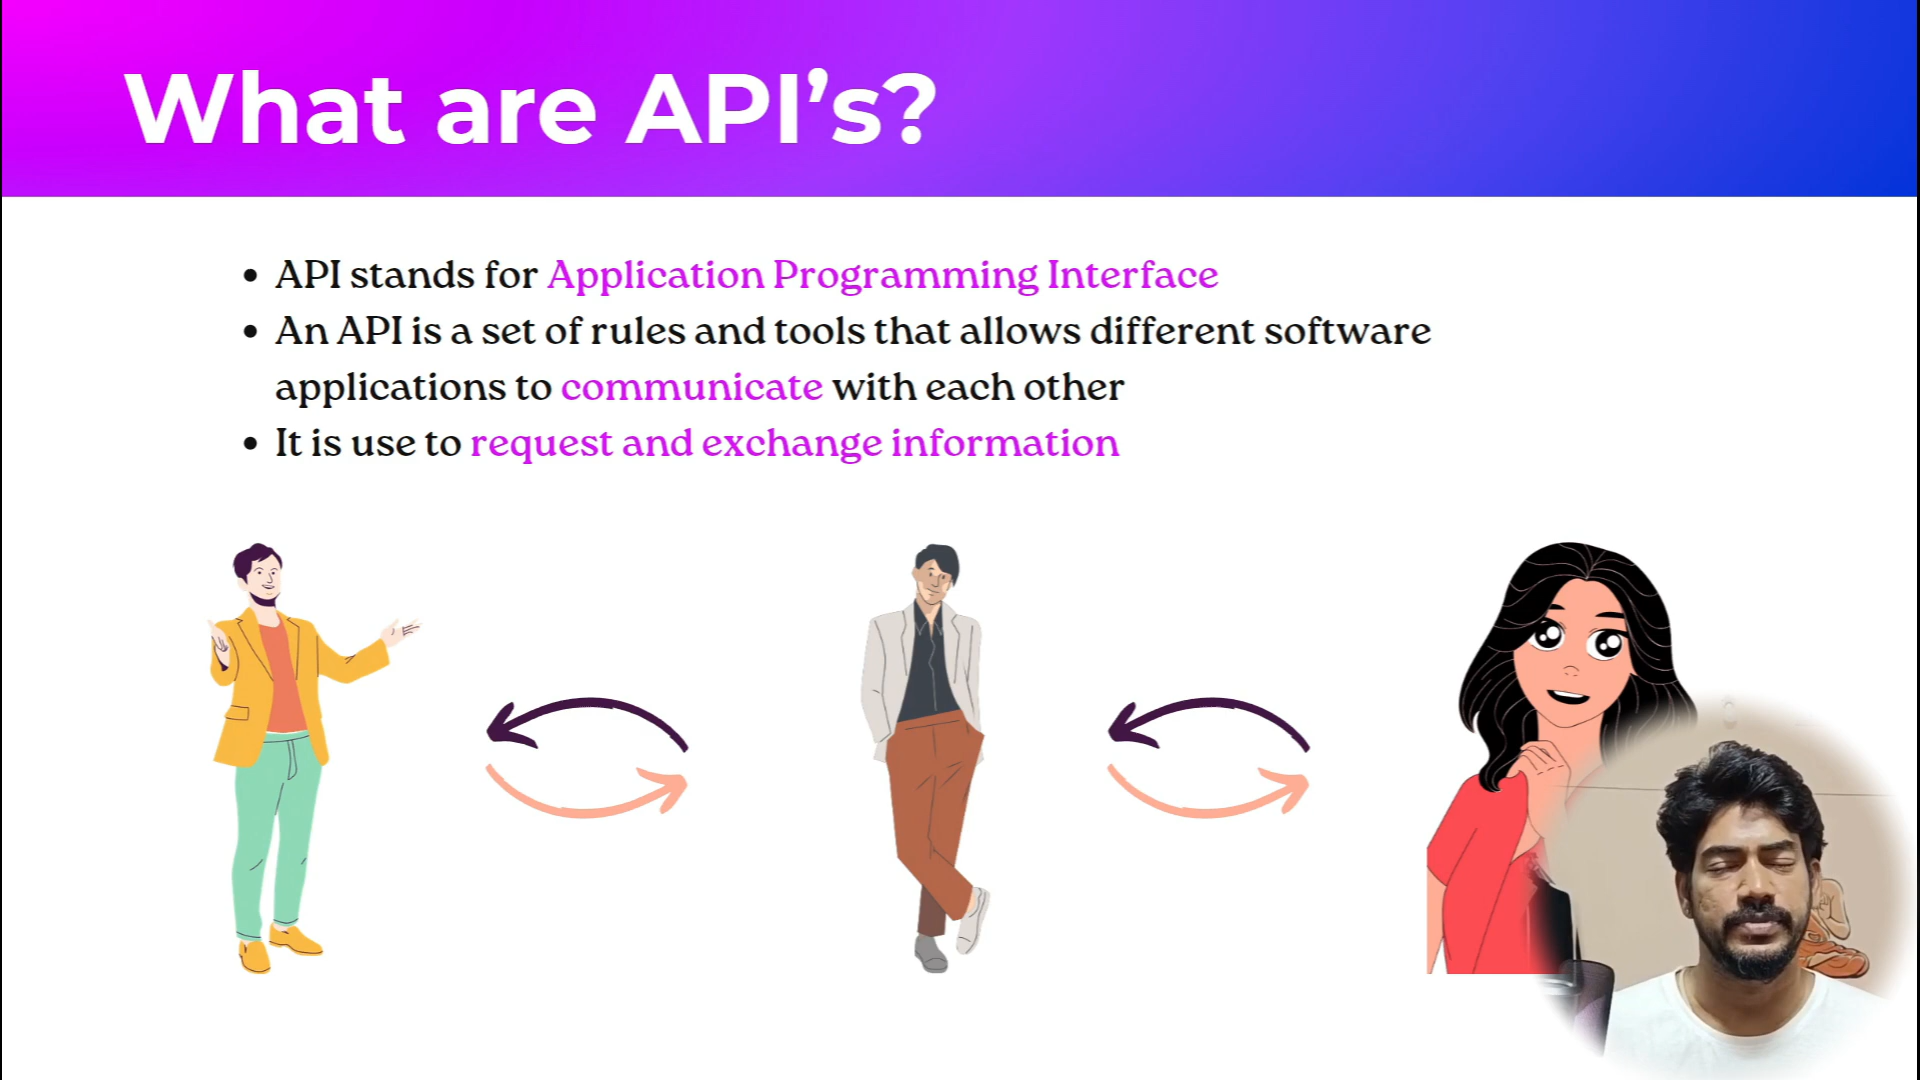 What are API’s?
• API stands for Application Programming Interface
• An API is a set of rules and tools that allows different software
applications to communicate with each other
• It is use to request and exchange information